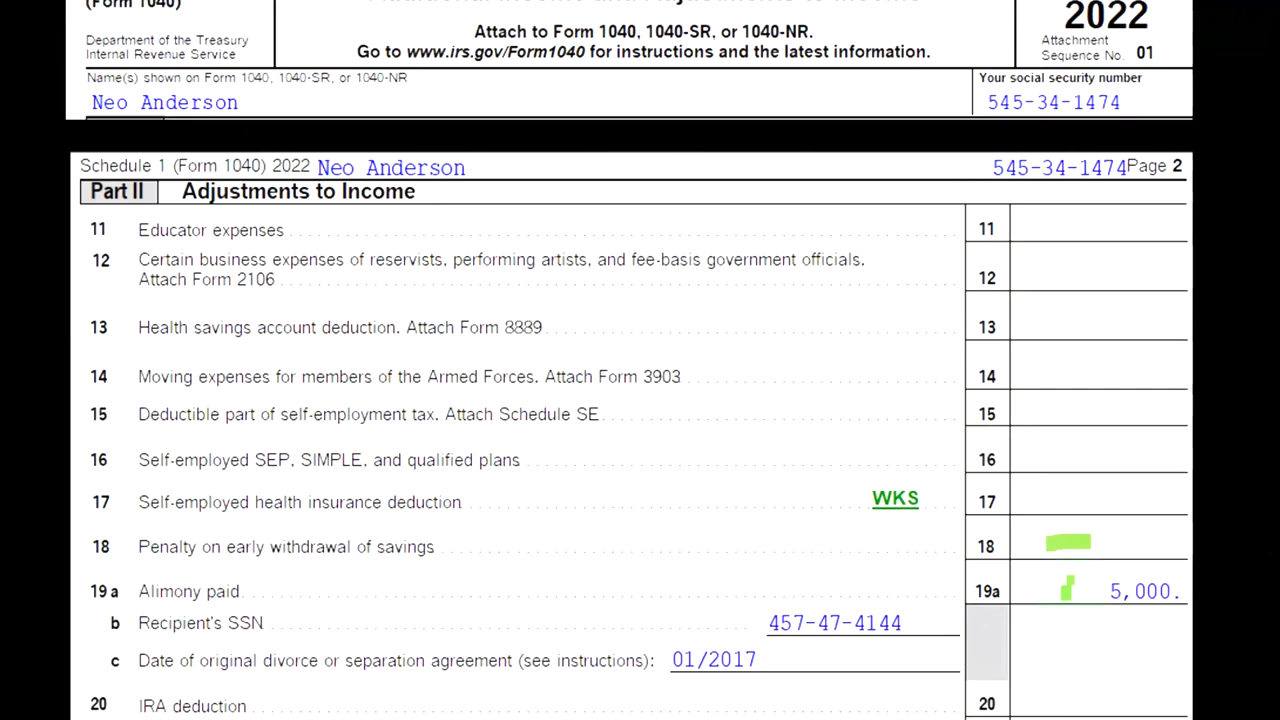 (Form 1040)
Department of the Treasury
Internal Revenue Service
Attach to Form 1040, 1040-SR, or 1040-NR.
Go to www.irs.gov/Form1040 for instructions and the latest information.
2022
Attachment
Sequence No. 01
Name(s) shown on Form 1040, 1040-SR, or 1040-NR
Your social security number
Neo Anderson
545-34-1474
Schedule 1 (Form 1040) 2022 Neo Anderson 545-34-1474 Page 2
Part II Adjustments to Income
11 Educator expenses 11
12 Certain business expenses of reservists, performing artists, and fee-basis government officials.
Attach Form 2106 12
13 Health savings account deduction. Attach Form 8889 13
14 Moving expenses for members of the Armed Forces. Attach Form 3903 14
15 Deductible part of self-employment tax. Attach Schedule SE 15
16 Self-employed SEP, SIMPLE, and qualified plans 16
17 Self-employed health insurance deduction WKS 17
18 Penalty on early withdrawal of savings 18
19a Alimony paid 19a 5,000.
b Recipient's SSN 457-47-4144
c Date of original divorce or separation agreement (see instructions): 01/2017
20 IRA deduction 20